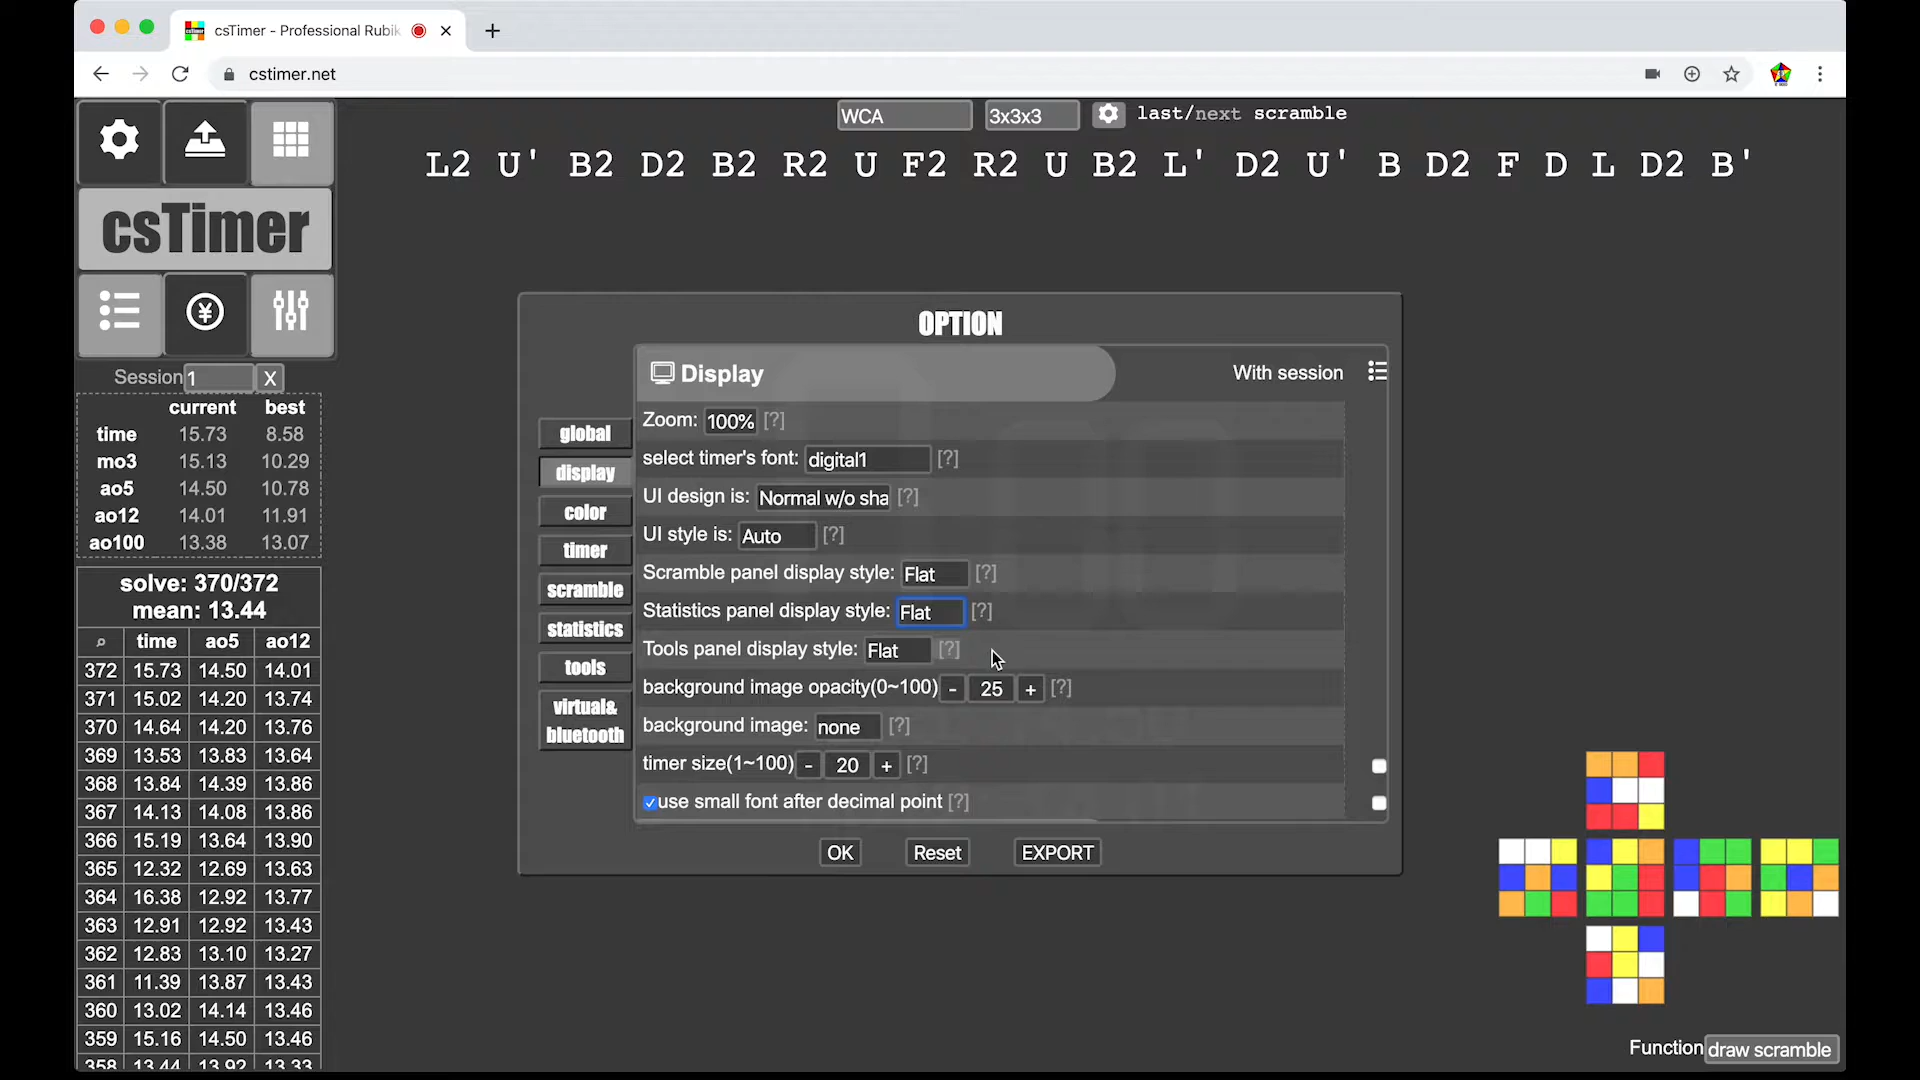 csTimer - Professional Rubik
cstimer.net
WCA 3x3x3 last/next scramble
L2 U' B2 D2 B2 R2 U F2 R2 U B2 L' D2 U' B D2 F D L D2 B'
csTimer
Session 1 X
current best
time 15.73 8.58
mo3 15.13 10.29
ao5 14.50 10.78
ao12 14.01 11.91
ao100 13.38 13.07
solve: 370/372
mean: 13.44
time ao5 ao12
372 15.73 14.50 14.01
371 15.02 14.20 13.74
370 14.64 14.20 13.76
369 13.53 13.83 13.64
368 13.84 14.39 13.86
367 14.13 14.08 13.86
366 15.19 13.64 13.90
365 12.32 12.69 13.63
364 16.38 12.92 13.77
363 12.91 12.92 13.43
362 12.83 13.10 13.27
361 11.39 13.87 13.43
360 13.02 14.14 13.46
359 15.16 14.50 13.46
358 13.44 13.92 13.33
OPTION
global
display
color
timer
scramble
statistics
tools
virtual&
bluetooth
Display With session
Zoom: 100% [?]
select timer's font: digital1 [?]
UI design is: Normal w/o sha [?]
UI style is: Auto [?]
Scramble panel display style: Flat [?]
Statistics panel display style: Flat [?]
Tools panel display style: Flat [?]
background image opacity(0~100) - 25 + [?]
background image: none [?]
timer size(1~100) - 20 + [?]
use small font after decimal point [?]
OK Reset EXPORT
Function draw scramble